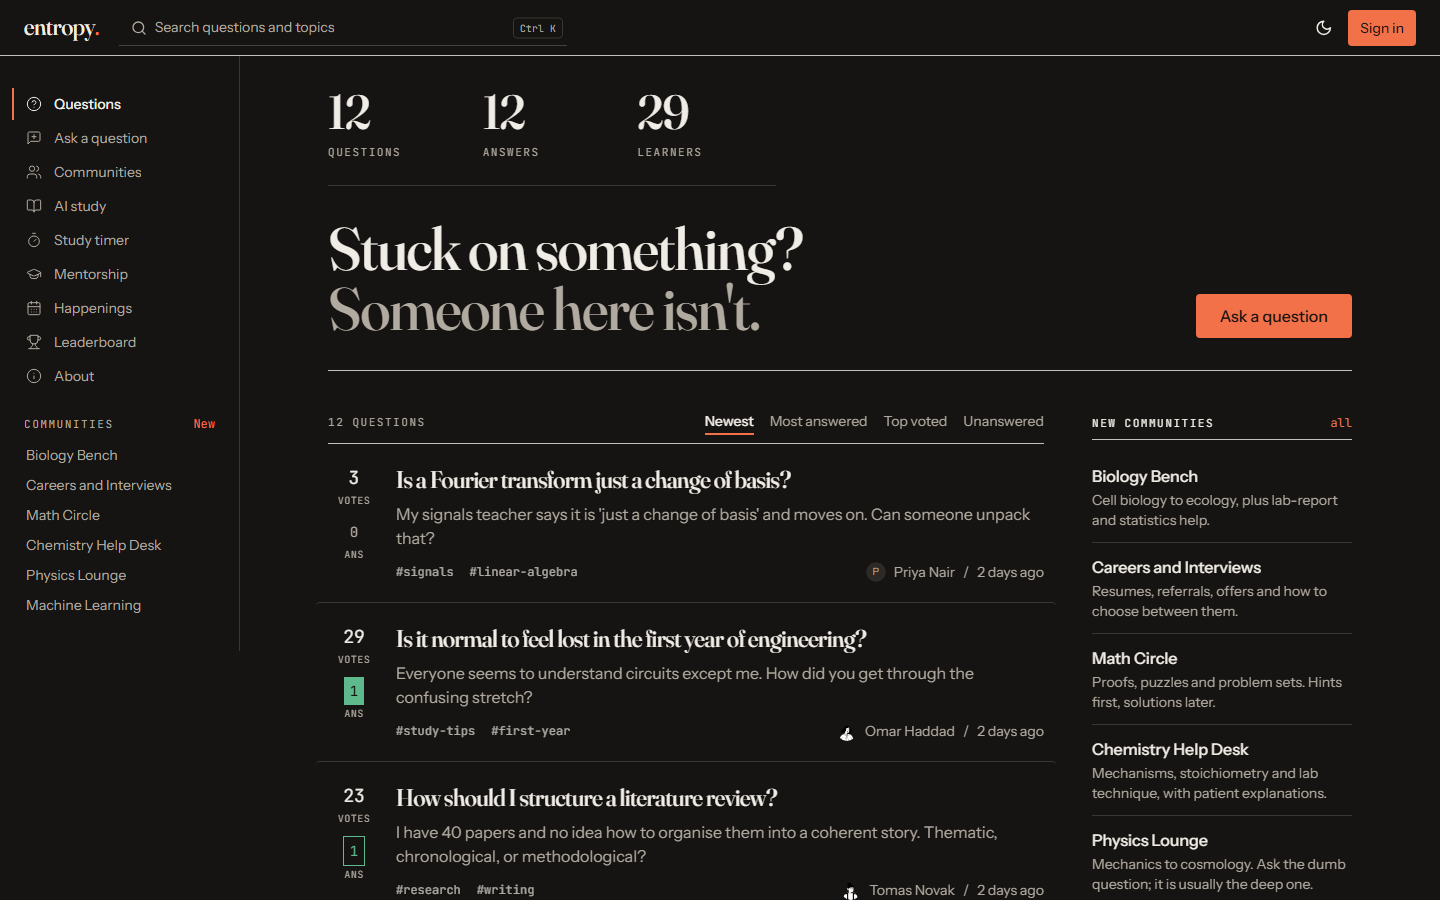 entropy.
Search questions and topics
Ctrl K
Sign in
Questions
Ask a question
Communities
AI study
Study timer
Mentorship
Happenings
Leaderboard
About
COMMUNITIES
New
Biology Bench
Careers and Interviews
Math Circle
Chemistry Help Desk
Physics Lounge
Machine Learning
12
QUESTIONS
12
ANSWERS
29
LEARNERS
Stuck on something?
Someone here isn't.
Ask a question
12 QUESTIONS
Newest
Most answered
Top voted
Unanswered
3
VOTES
0
ANS
Is a Fourier transform just a change of basis?
My signals teacher says it is 'just a change of basis' and moves on. Can someone unpack
that?
#signals #linear-algebra
P
Priya Nair / 2 days ago
29
VOTES
1
ANS
Is it normal to feel lost in the first year of engineering?
Everyone seems to understand circuits except me. How did you get through the
confusing stretch?
#study-tips #first-year
Omar Haddad / 2 days ago
23
VOTES
1
ANS
How should I structure a literature review?
I have 40 papers and no idea how to organise them into a coherent story. Thematic,
chronological, or methodological?
#research #writing
Tomas Novak / 2 days ago
NEW COMMUNITIES
all
Biology Bench
Cell biology to ecology, plus lab-report
and statistics help.
Careers and Interviews
Resumes, referrals, offers and how to
choose between them.
Math Circle
Proofs, puzzles and problem sets. Hints
first, solutions later.
Chemistry Help Desk
Mechanisms, stoichiometry and lab
technique, with patient explanations.
Physics Lounge
Mechanics to cosmology. Ask the dumb
question; it is usually the deep one.